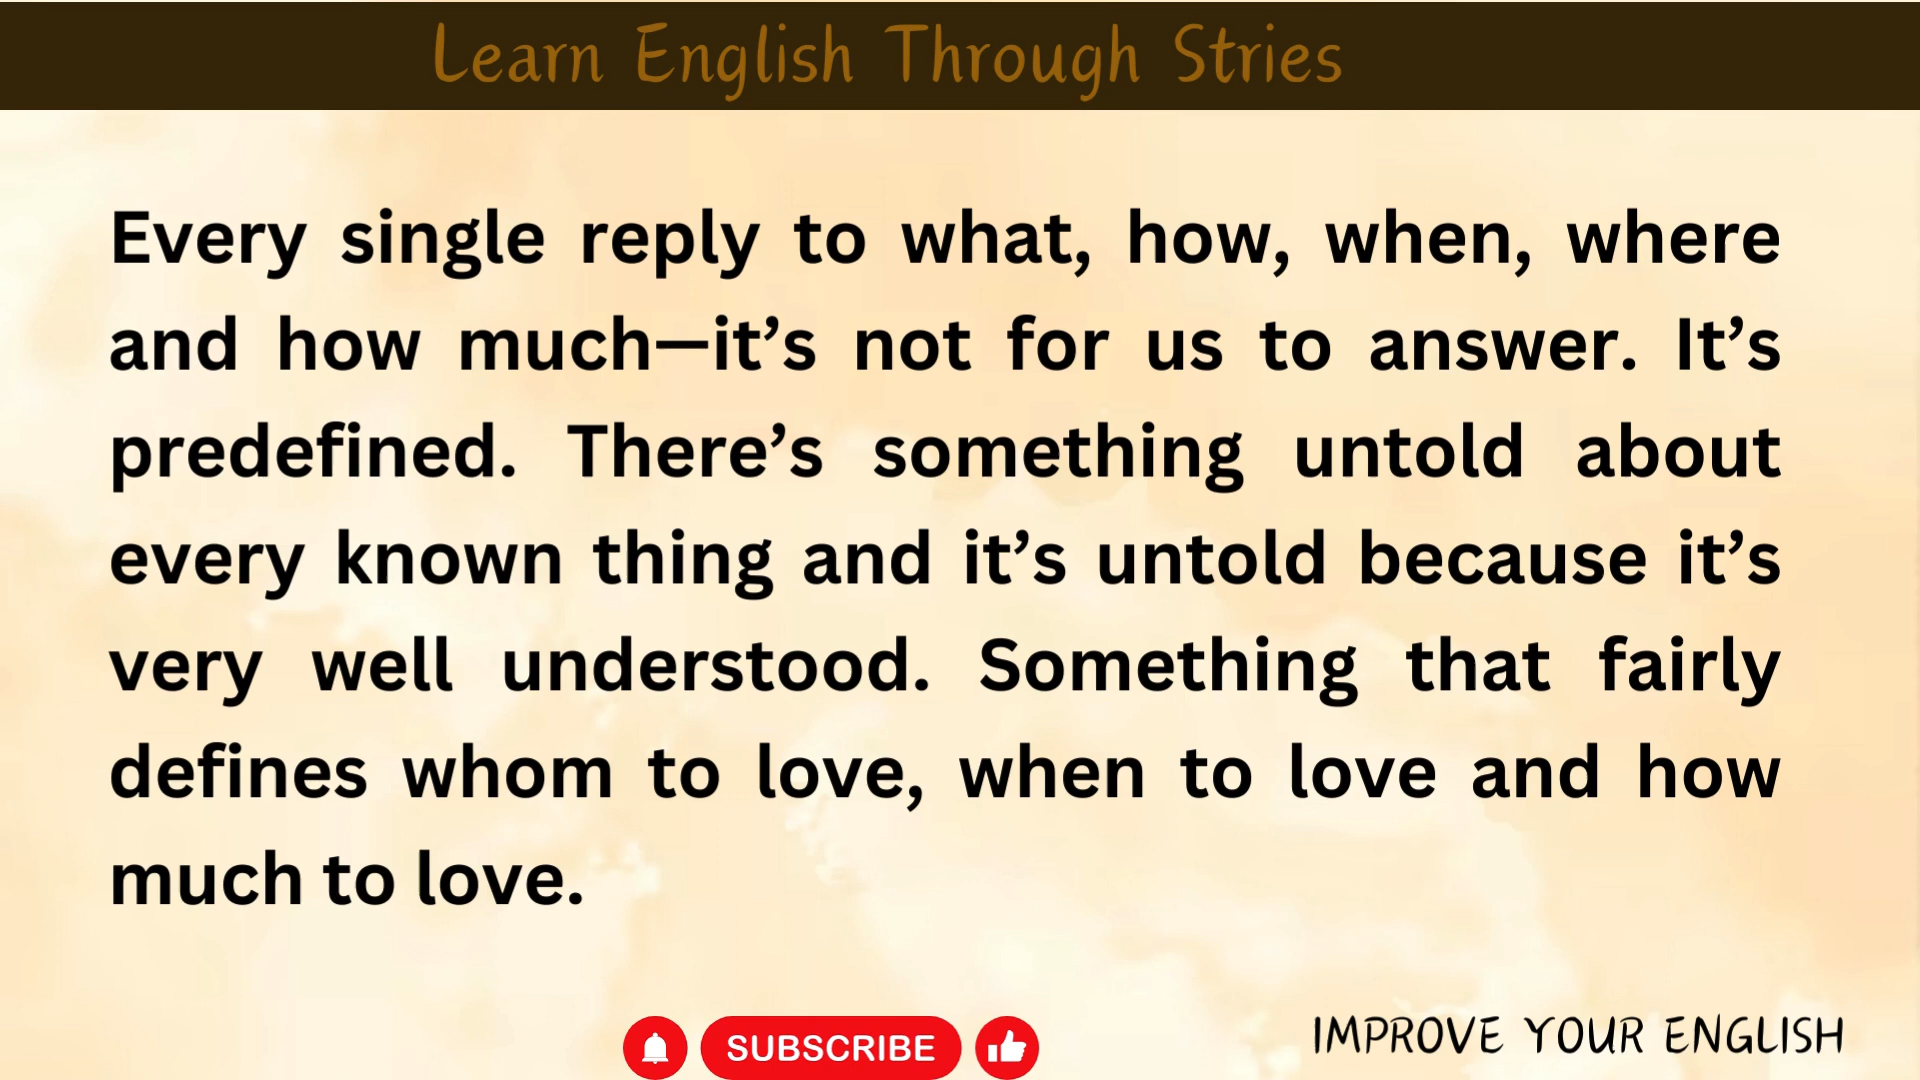 Learn English Through Stries
Every single reply to what, how, when, where
and how much—it’s not for us to answer. It’s
predefined. There’s something untold about
every known thing and it’s untold because it’s
very well understood. Something that fairly
defines whom to love, when to love and how
much to love.
SUBSCRIBE
IMPROVE YOUR ENGLISH